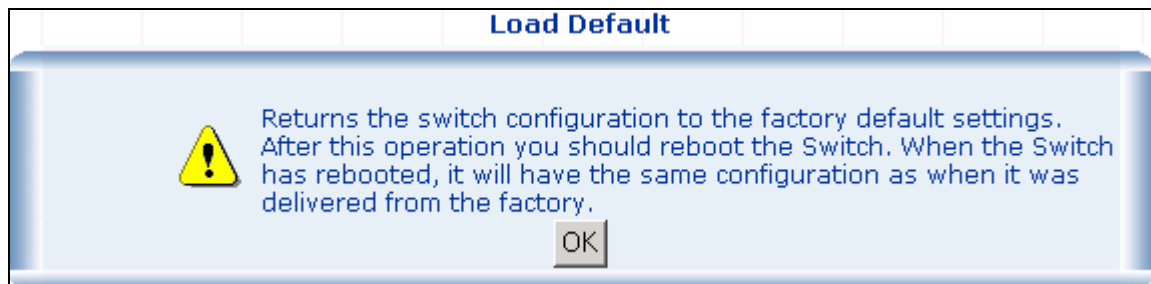 Load Default
Returns the switch configuration to the factory default settings.
After this operation you should reboot the Switch. When the Switch
has rebooted, it will have the same configuration as when it was
delivered from the factory.
OK